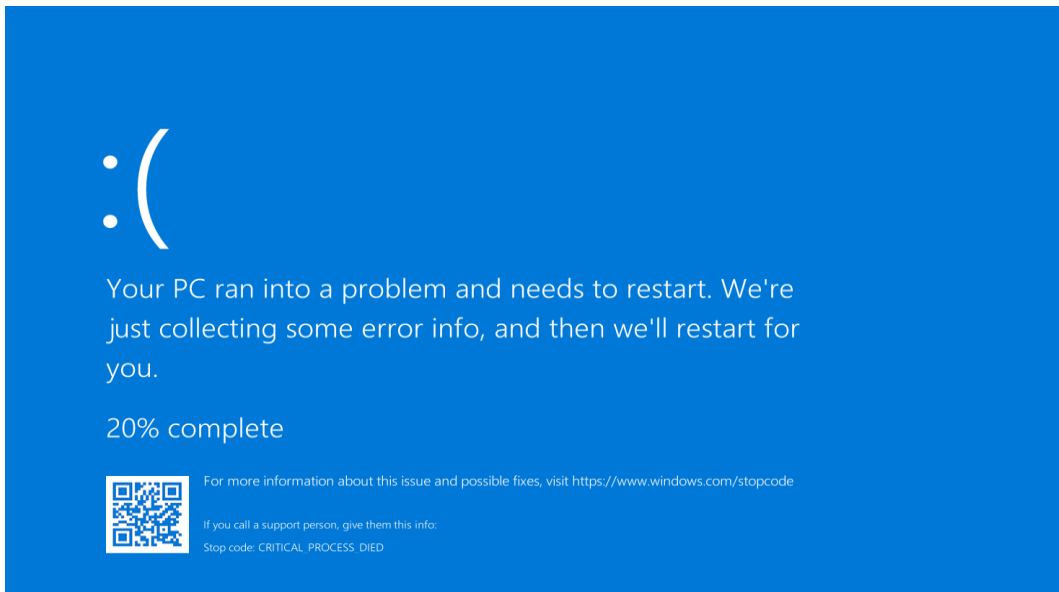 :(
Your PC ran into a problem and needs to restart. We're
just collecting some error info, and then we'll restart for
you.
20% complete
For more information about this issue and possible fixes, visit https://www.windows.com/stopcode
If you call a support person, give them this info:
Stop code: CRITICAL_PROCESS_DIED